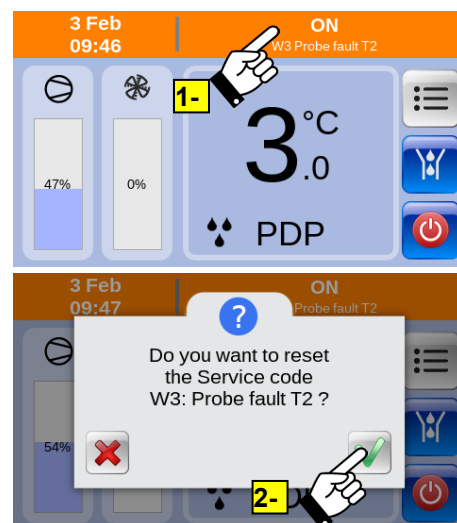 3 Feb
09:46
ON
W3 Probe fault T2
1-
47%
0%
3.0 °C
PDP
3 Feb
09:47
ON
Probe fault T2
?
Do you want to reset
the Service code
W3: Probe fault T2 ?
54%
2-